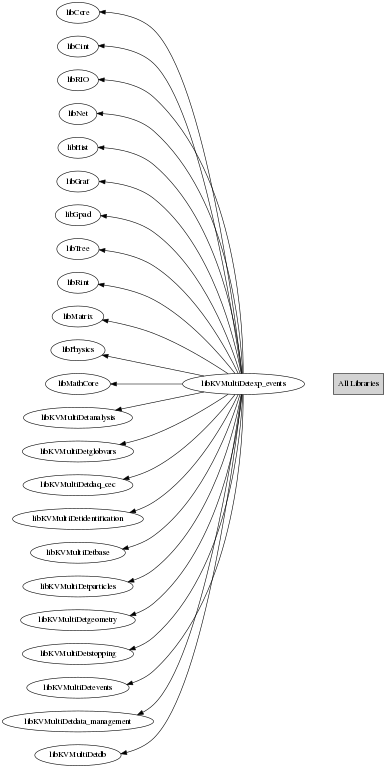 libCore
libCint
libRIO
libNet
libHist
libGraf
libGpad
libTree
libRint
libMatrix
libPhysics
libMathCore
libKVMultiDetexp_events
All Libraries
libKVMultiDetanalysis
libKVMultiDetglobvars
libKVMultiDetdaq_cec
libKVMultiDetidentification
libKVMultiDetbase
libKVMultiDetparticles
libKVMultiDetgeometry
libKVMultiDetstopping
libKVMultiDetevents
libKVMultiDetdata_management
libKVMultiDetdb